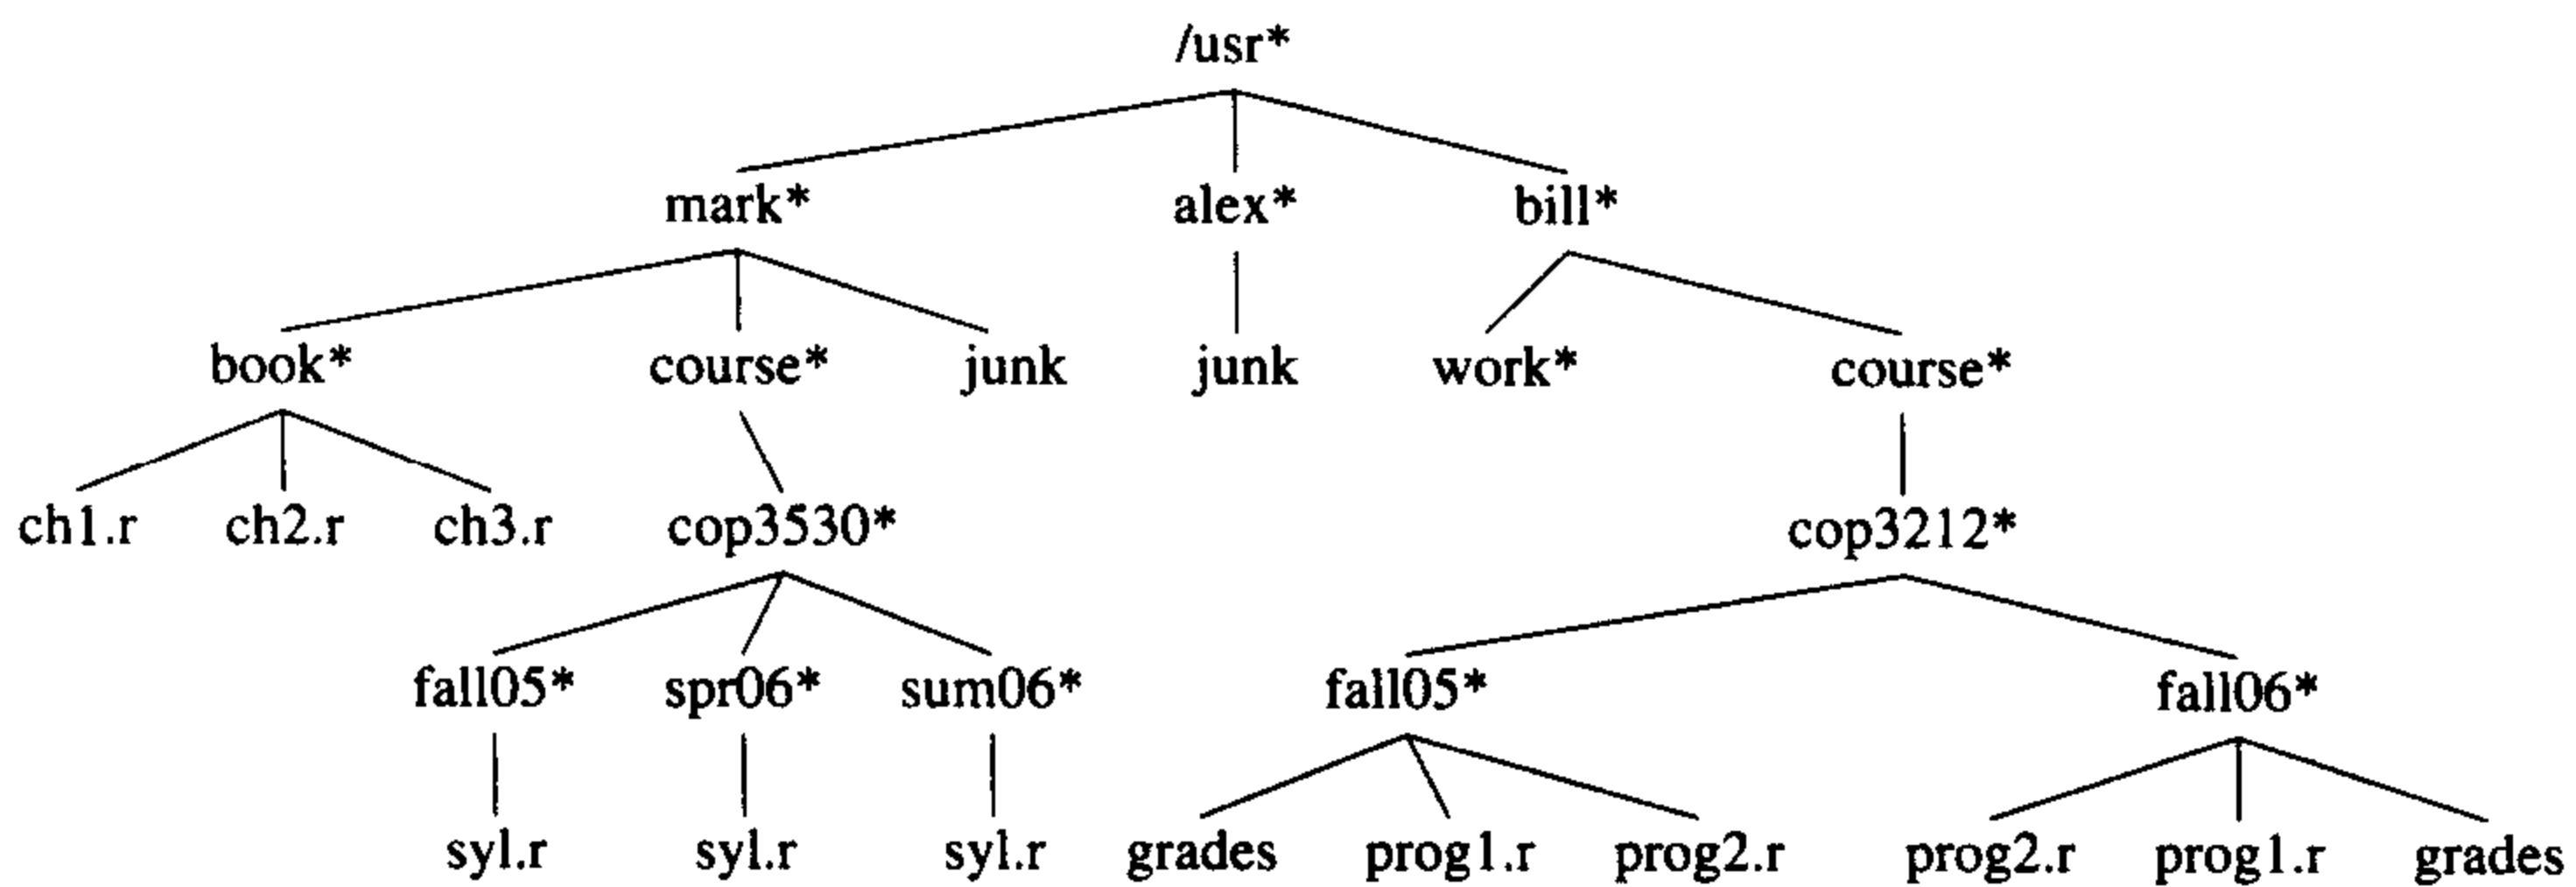 /usr*
mark* alex* bill*
book* course* junk junk work* course*
ch1.r ch2.r ch3.r cop3530* cop3212*
fall05* spr06* sum06* fall05* fall06*
syl.r syl.r syl.r grades prog1.r prog2.r prog2.r prog1.r grades